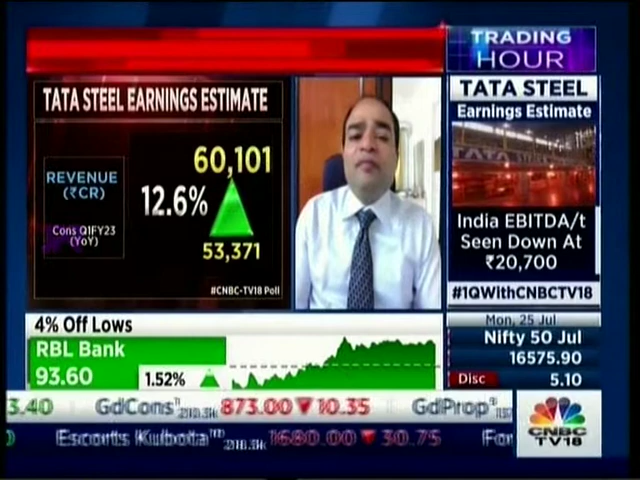 TRADING
HOUR
TATA STEEL EARNINGS ESTIMATE
REVENUE
(₹CR)
Cons Q1FY23
(YoY)
60,101
12.6%
53,371
#CNBC-TV18 Poll
TATA STEEL
Earnings Estimate
India EBITDA/t
Seen Down At
₹20,700
#1QWithCNBCTV18
4% Off Lows
RBL Bank
93.60
1.52%
Mon, 25 Jul
Nifty 50 Jul
16575.90
Disc 5.10
3.40 GdCons 873.00 ▼ 10.35 GdProp
Escorts Kubota 1680.00 ▼ 30.75
CNBC
TV18